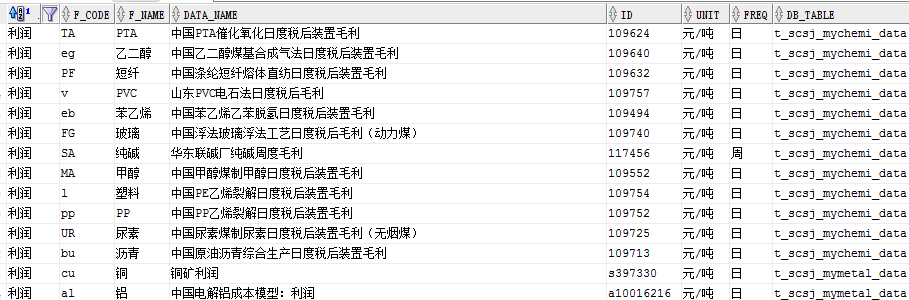 F_CODE F_NAME DATA_NAME ID UNIT FREQ DB_TABLE
利润 TA PTA 中国PTA催化氧化日度税后装置毛利 109624 元/吨 日 t_scsj_mychemi_data
利润 eg 乙二醇 中国乙二醇煤基合成气法日度税后装置毛利 109640 元/吨 日 t_scsj_mychemi_data
利润 PF 短纤 中国涤纶短纤熔体直纺日度税后装置毛利 109632 元/吨 日 t_scsj_mychemi_data
利润 v PVC 山东PVC电石法日度税后毛利 109757 元/吨 日 t_scsj_mychemi_data
利润 eb 苯乙烯 中国苯乙烯乙苯脱氢日度税后装置毛利 109494 元/吨 日 t_scsj_mychemi_data
利润 FG 玻璃 中国浮法玻璃浮法工艺日度税后毛利（动力煤） 109740 元/吨 日 t_scsj_mychemi_data
利润 SA 纯碱 华东联碱厂纯碱周度毛利 117456 元/吨 周 t_scsj_mychemi_data
利润 MA 甲醇 中国甲醇煤制甲醇日度税后装置毛利 109552 元/吨 日 t_scsj_mychemi_data
利润 l 塑料 中国PE乙烯裂解日度税后装置毛利 109754 元/吨 日 t_scsj_mychemi_data
利润 pp PP 中国PP乙烯裂解日度税后装置毛利 109752 元/吨 日 t_scsj_mychemi_data
利润 UR 尿素 中国尿素煤制尿素日度税后装置毛利（无烟煤） 109725 元/吨 日 t_scsj_mychemi_data
利润 bu 沥青 中国原油沥青综合生产日度税后装置毛利 109713 元/吨 日 t_scsj_mychemi_data
利润 cu 铜 铜矿利润 s397330 元/吨 日 t_scsj_mymetal_data
利润 al 铝 中国电解铝成本模型：利润 a10016216 元/吨 日 t_scsj_mymetal_data